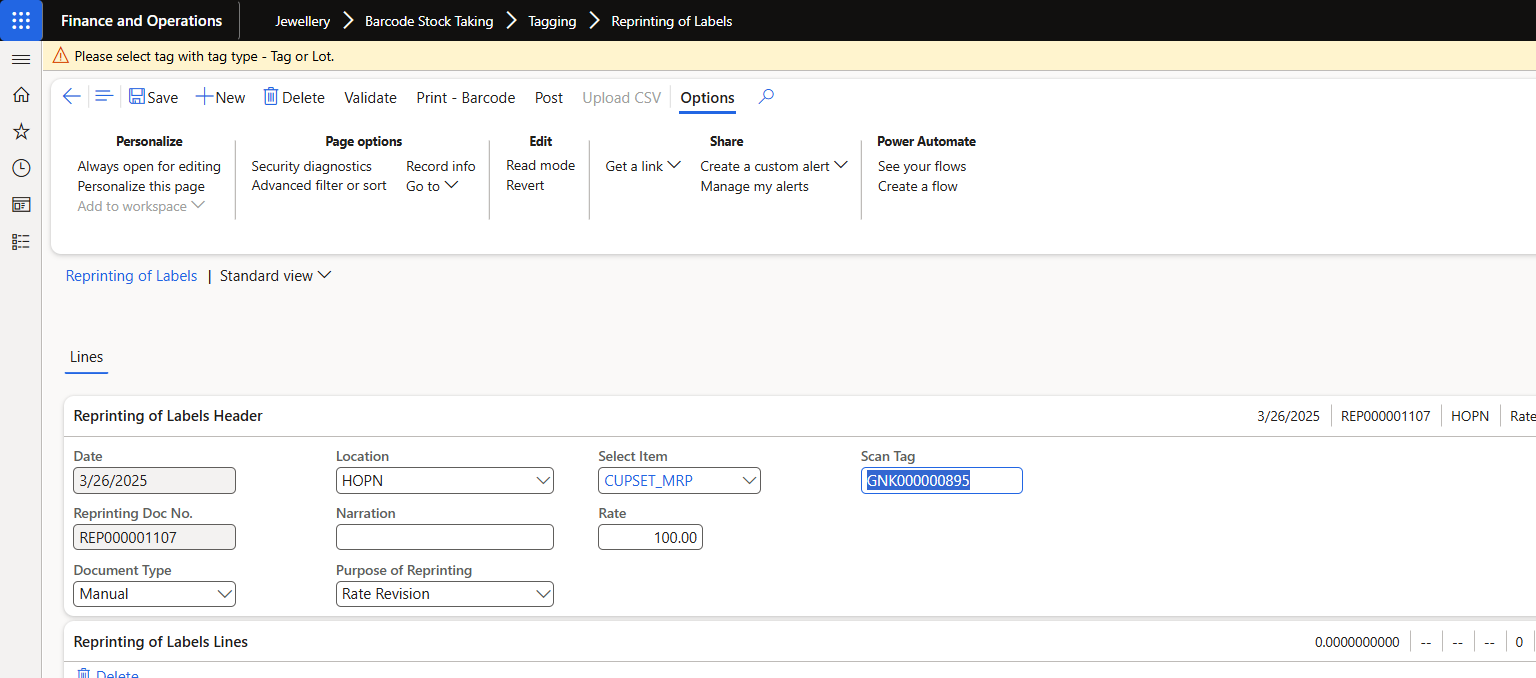 Finance and Operations Jewellery Barcode Stock Taking Tagging Reprinting of Labels
Please select tag with tag type - Tag or Lot.
Save New Delete Validate Print - Barcode Post Upload CSV Options
Personalize Page options Edit Share Power Automate
Always open for editing Security diagnostics Record info Read mode Get a link Create a custom alert See your flows
Personalize this page Advanced filter or sort Go to Revert Manage my alerts Create a flow
Add to workspace
Reprinting of Labels | Standard view
Lines
Reprinting of Labels Header 3/26/2025 REP000001107 HOPN Rate
Date Location Select Item Scan Tag
3/26/2025 HOPN CUPSET_MRP GNK000000895
Reprinting Doc No. Narration Rate
REP000001107 100.00
Document Type Purpose of Reprinting
Manual Rate Revision
Reprinting of Labels Lines 0.0000000000 -- -- -- 0
Delete